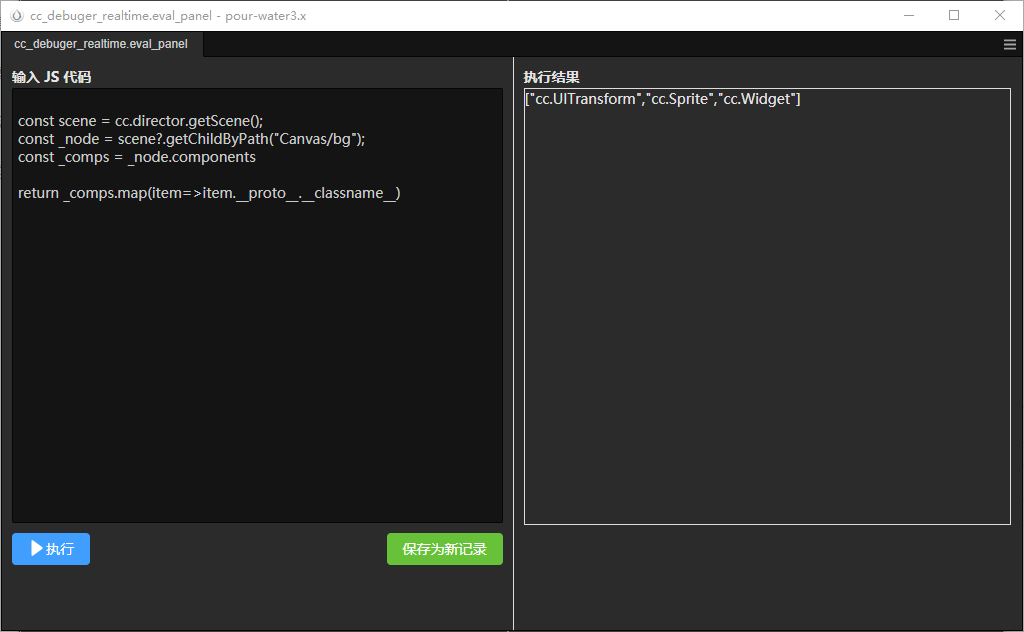 cc_debuger_realtime.eval_panel - pour-water3.x
cc_debuger_realtime.eval_panel
输入 JS 代码
const scene = cc.director.getScene();
const _node = scene?.getChildByPath("Canvas/bg");
const _comps = _node.components
return _comps.map(item=>item.__proto__.__classname__)
执行
保存为新记录
执行结果
["cc.UITransform","cc.Sprite","cc.Widget"]